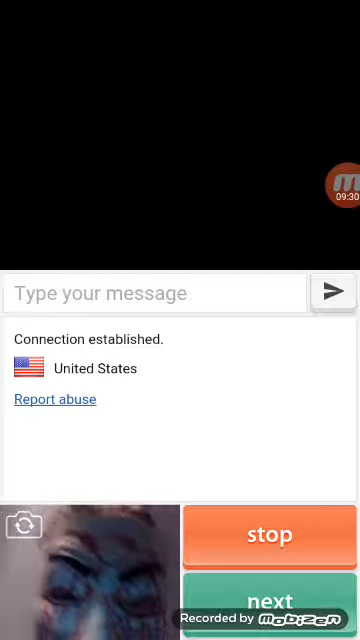 09:30
Type your message
Connection established.
United States
Report abuse
stop
next
Recorded by MOBIZEN